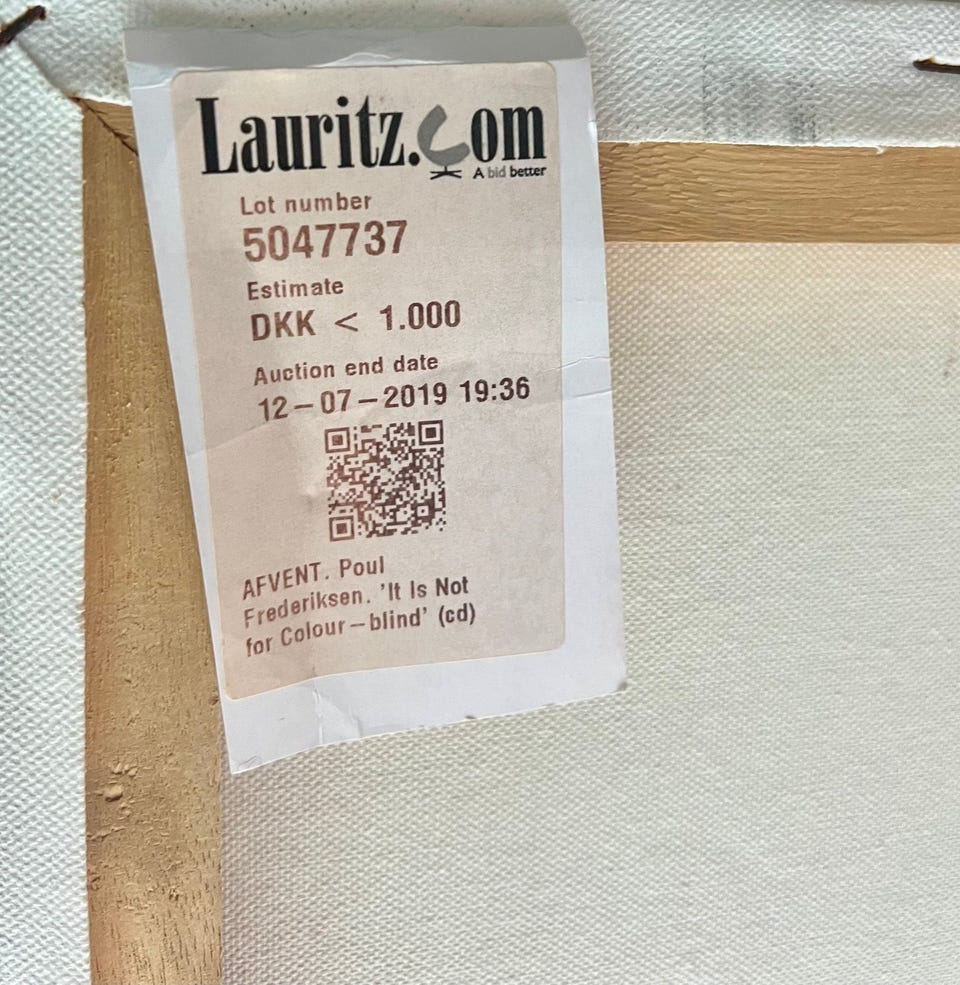 Lauritz.Com
A bid better
Lot number
5047737
Estimate
DKK < 1.000
Auction end date
12-07-2019 19:36
AFVENT. Poul
Frederiksen. 'It Is Not
for Colour-blind' (cd)